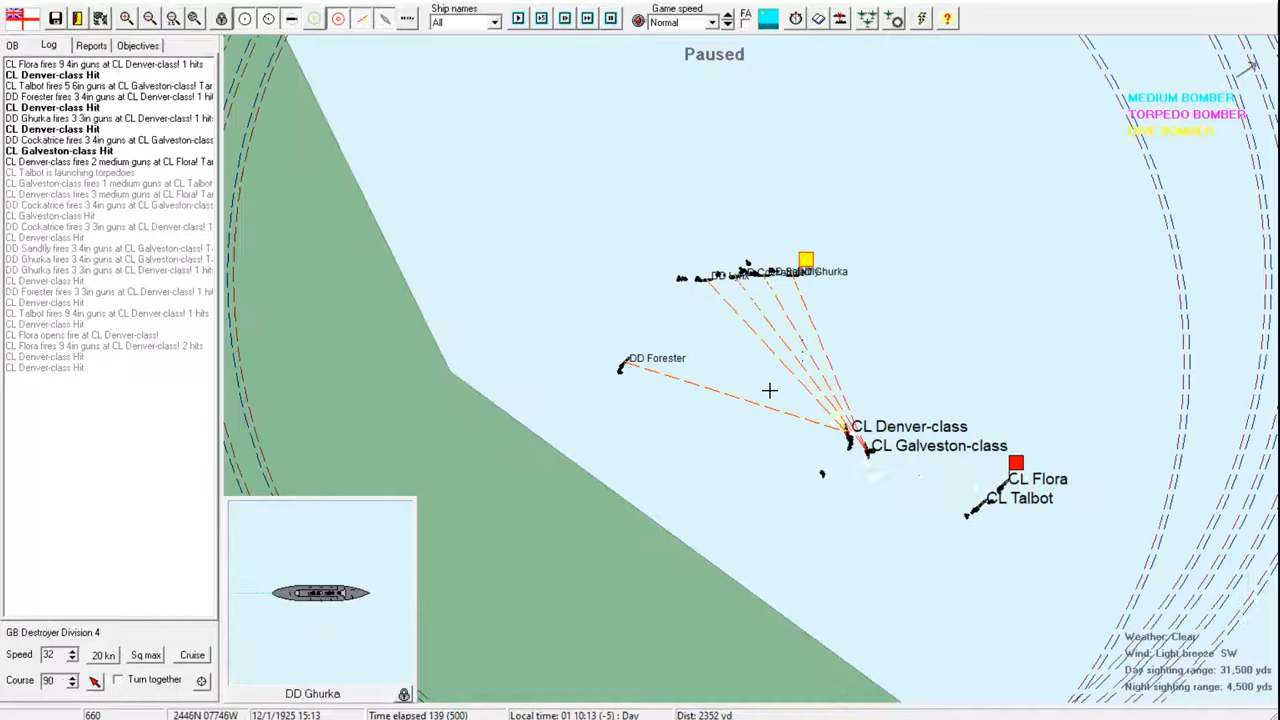 Ship names
Game speed
All
Normal
FA
OB
Log
Reports
Objectives
CL Flora fires 9 4in guns at CL Denver-class! 1 hits
CL Denver-class Hit
CL Talbot fires 5 6in guns at CL Galveston-class! Tar
DD Forester fires 3 4in guns at CL Denver-class! 1 hi
CL Denver-class Hit
DD Ghurka fires 3 3in guns at CL Denver-class! 1 hit:
CL Denver-class Hit
DD Cockatrice fires 3 4in guns at CL Galveston-class
CL Galveston-class Hit
CL Denver-class fires 2 medium guns at CL Flora! Tar
CL Talbot is launching torpedoes
CL Galveston-class fires 1 medium guns at CL Talbot
CL Denver-class fires 3 medium guns at CL Flora! Tar
DD Cockatrice fires 3 4in guns at CL Galveston-class
CL Galveston-class Hit
DD Cockatrice fires 3 3in guns at CL Denver-class! 1
CL Denver-class Hit
DD Sandfly fires 3 4in guns at CL Galveston-class! T
DD Ghurka fires 3 4in guns at CL Galveston-class! T
DD Ghurka fires 3 3in guns at CL Denver-class! 1 hit
CL Denver-class Hit
DD Forester fires 3 3in guns at CL Denver-class! 1 hi
CL Denver-class Hit
CL Talbot fires 9 4in guns at CL Denver-class! 1 hits
CL Denver-class Hit
CL Flora opens fire at CL Denver-class!
CL Flora fires 9 4in guns at CL Denver-class! 2 hits
CL Denver-class Hit
CL Denver-class Hit
Paused
MEDIUM BOMBER
TORPEDO BOMBER
DIVE BOMBER
DD Ghurka
DD Forester
CL Denver-class
CL Galveston-class
CL Flora
CL Talbot
Weather: Clear
Wind: Light breeze SW
Day sighting range: 31,500 yds
Night sighting range: 4,500 yds
GB Destroyer Division 4
Speed 32 20 kn Sq max Cruise
Course 90 Turn together
DD Ghurka
660 2446N 07746W 12/1/1925 15:13 Time elapsed 139 (500) Local time: 01 10:13 (-5) : Day Dist: 2352 yd